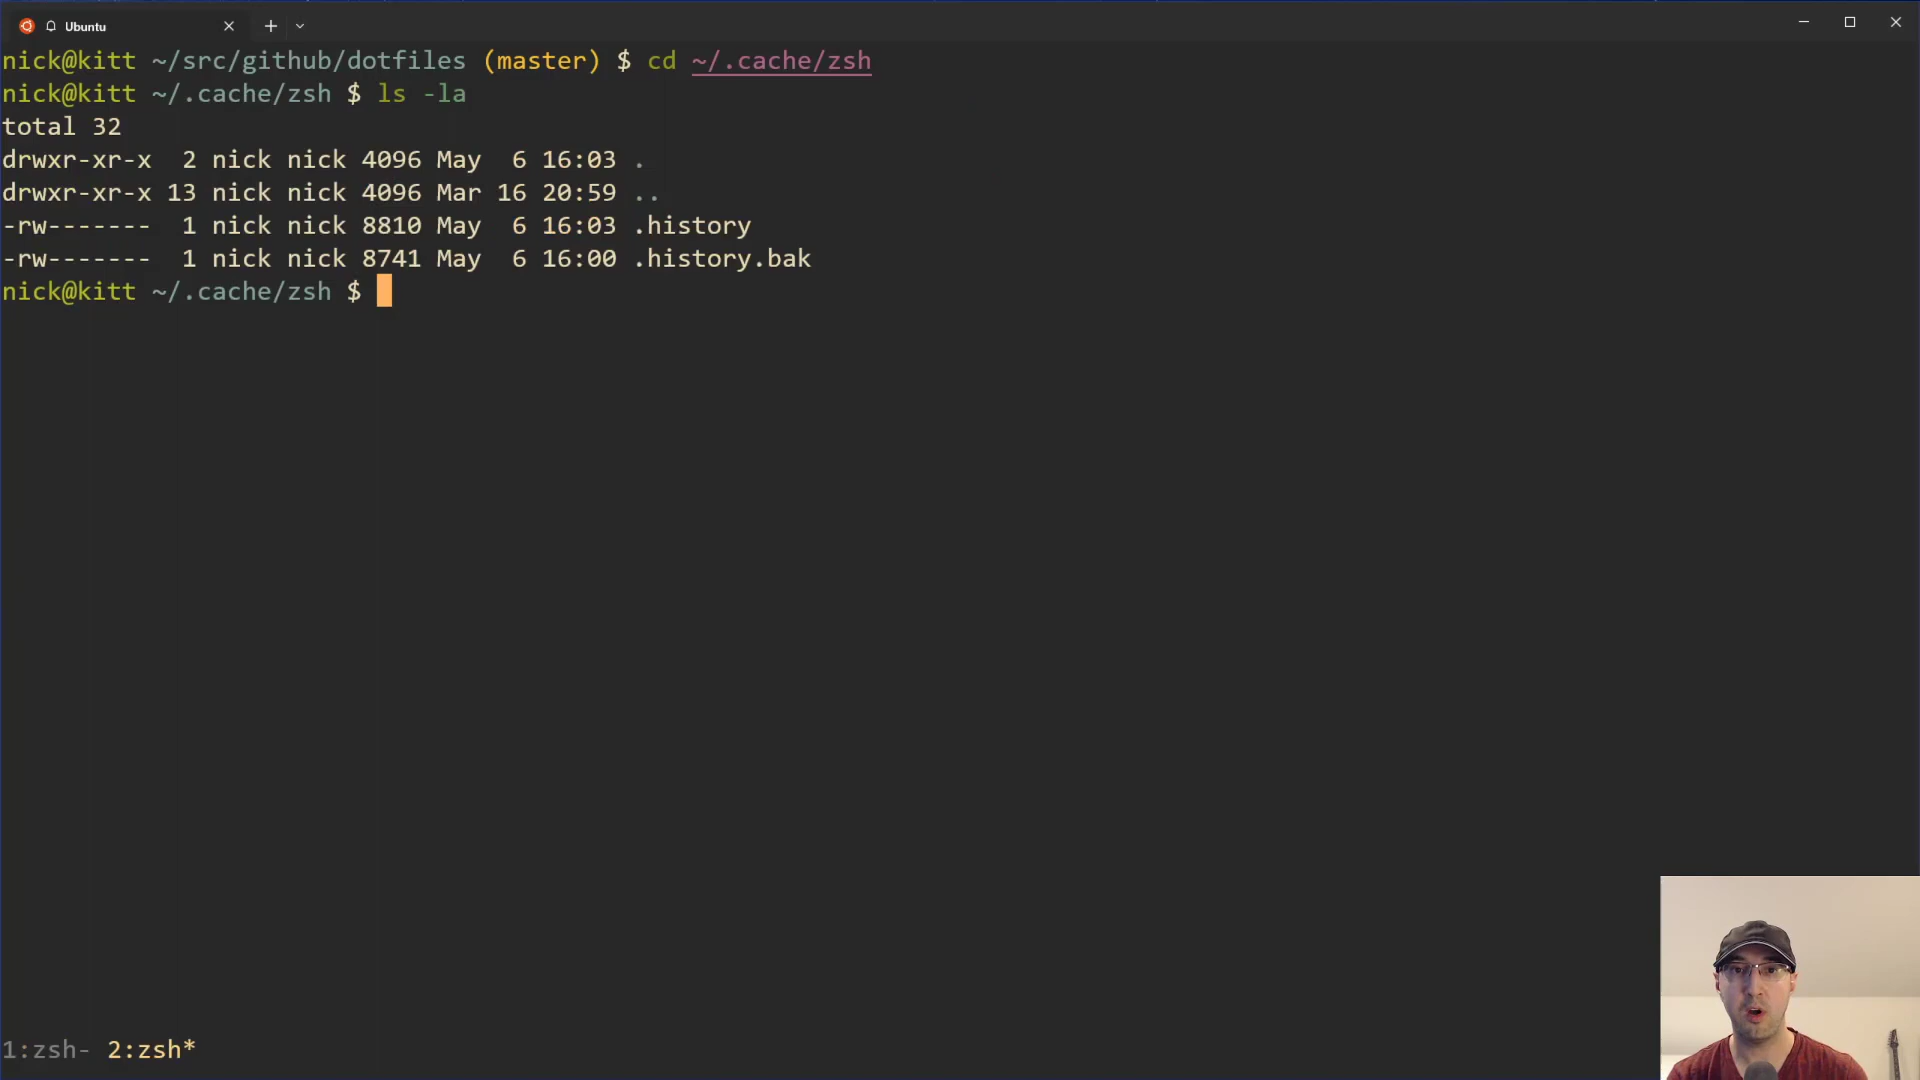 Ubuntu
nick@kitt ~/src/github/dotfiles (master) $ cd ~/.cache/zsh
nick@kitt ~/.cache/zsh $ ls -la
total 32
drwxr-xr-x  2 nick nick 4096 May  6 16:03 .
drwxr-xr-x 13 nick nick 4096 Mar 16 20:59 ..
-rw-------  1 nick nick 8810 May  6 16:03 .history
-rw-------  1 nick nick 8741 May  6 16:00 .history.bak
nick@kitt ~/.cache/zsh $
1:zsh- 2:zsh*